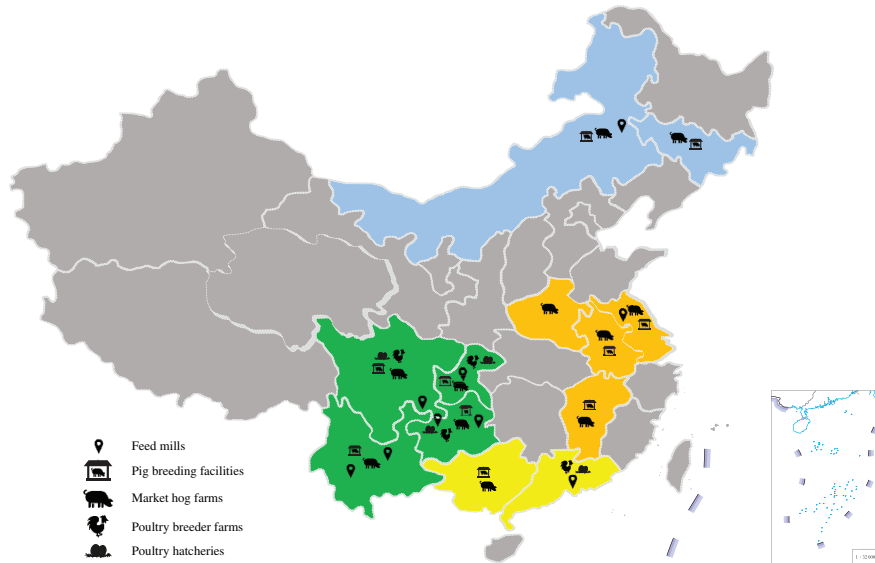 Feed mills
Pig breeding facilities
Market hog farms
Poultry breeder farms
Poultry hatcheries